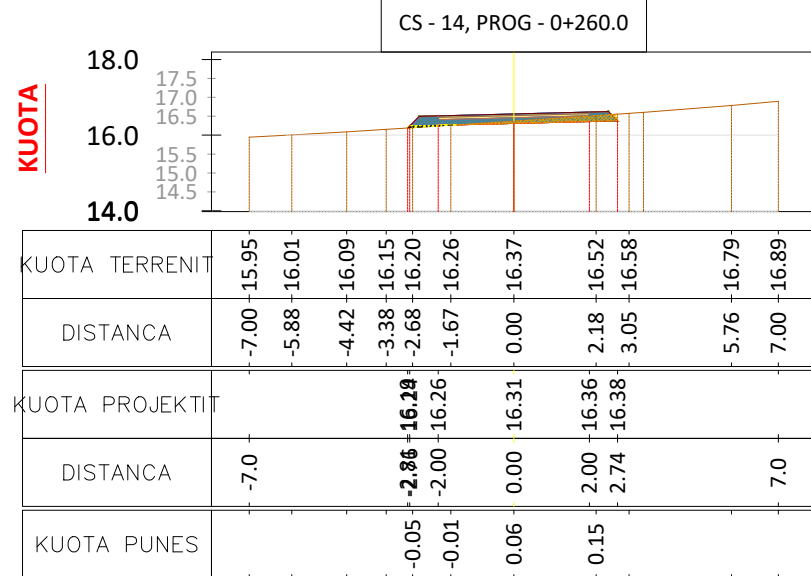 CS - 14, PROG - 0+260.0
KUOTA
18.0
17.5
17.0
16.5
16.0
15.5
15.0
14.5
14.0
KUOTA TERRENIT 15.95 16.01 16.09 16.15 16.20 16.26 16.37 16.52 16.58 16.79 16.89
DISTANCA -7.00 -5.88 -4.42 -3.38 -2.68 -1.67 0.00 2.18 3.05 5.76 7.00
KUOTA PROJEKTIT 16.26 16.31 16.36 16.38
DISTANCA -7.0 -2.00 0.00 2.00 2.74 7.0
KUOTA PUNES -0.05 -0.01 0.06 0.15